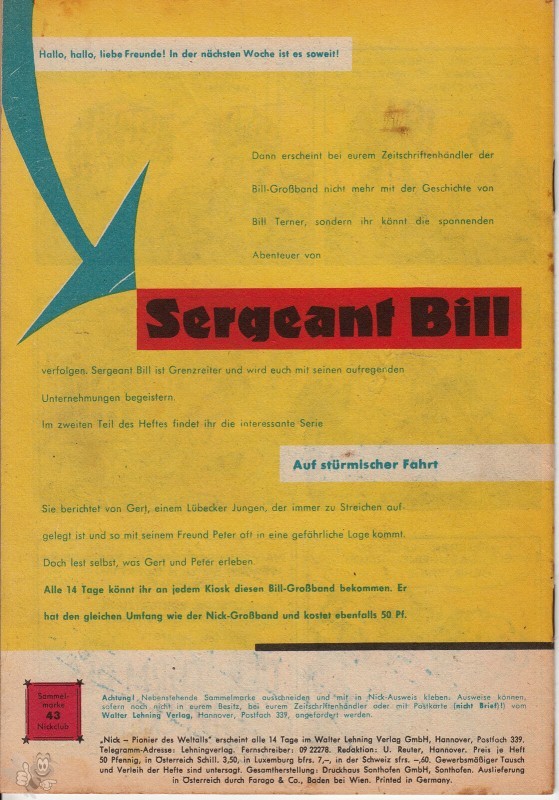 Hallo, hallo, liebe Freunde! In der nächsten Woche ist es soweit!
Dann erscheint bei eurem Zeitschriftenhändler der
Bill-Großband nicht mehr mit der Geschichte von
Bill Terner, sondern ihr könnt die spannenden
Abenteuer von
Sergeant Bill
verfolgen. Sergeant Bill ist Grenzreiter und wird euch mit seinen aufregenden
Unternehmungen begeistern.
Im zweiten Teil des Heftes findet ihr die interessante Serie
Auf stürmischer Fahrt
Sie berichtet von Gert, einem Lübecker Jungen, der immer zu Streichen auf-
gelegt ist und so mit seinem Freund Peter oft in eine gefährliche Lage kommt.
Doch lest selbst, was Gert und Peter erleben.
Alle 14 Tage könnt ihr an jedem Kiosk diesen Bill-Großband bekommen. Er
hat den gleichen Umfang wie der Nick-Großband und kostet ebenfalls 50 Pf.
Sammel-
marke
43
Nickclub
Achtung! Nebenstehende Sammelmarke ausschneiden und mit in Nick-Ausweis kleben. Ausweise können,
sofern noch nicht in eurem Besitz, bei eurem Zeitschriftenhändler oder mit Postkarte (nicht Brief!) vom
Walter Lehning Verlag, Hannover, Postfach 339, angefordert werden.
„Nick — Pionier des Weltalls" erscheint alle 14 Tage im Walter Lehning Verlag GmbH, Hannover, Postfach 339.
Telegramm-Adresse: Lehningverlag. Fernschreiber: 09 22278. Redaktion: U. Reuter, Hannover. Preis je Heft
50 Pfennig, in Österreich Schill. 3,50, in Luxemburg bfrs. 7,–, in der Schweiz sfrs. –,60. Gewerbsmäßiger Tausch
und Verleih der Hefte sind untersagt. Gesamtherstellung: Druckhaus Sonthofen GmbH, Sonthofen. Auslieferung
in Österreich durch Farago & Co., Baden bei Wien. Printed in Germany.